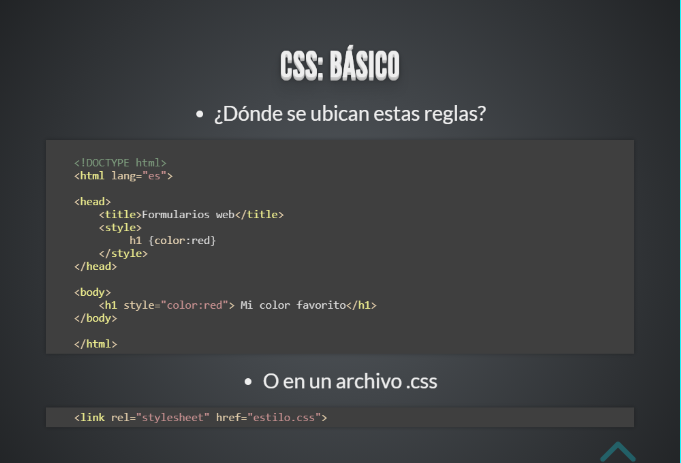 CSS: BÁSICO
• ¿Dónde se ubican estas reglas?
<!DOCTYPE html>
<html lang="es">
<head>
    <title>Formularios web</title>
    <style>
         h1 {color:red}
    </style>
</head>
<body>
    <h1 style="color:red"> Mi color favorito</h1>
</body>
</html>
• O en un archivo .css
<link rel="stylesheet" href="estilo.css">